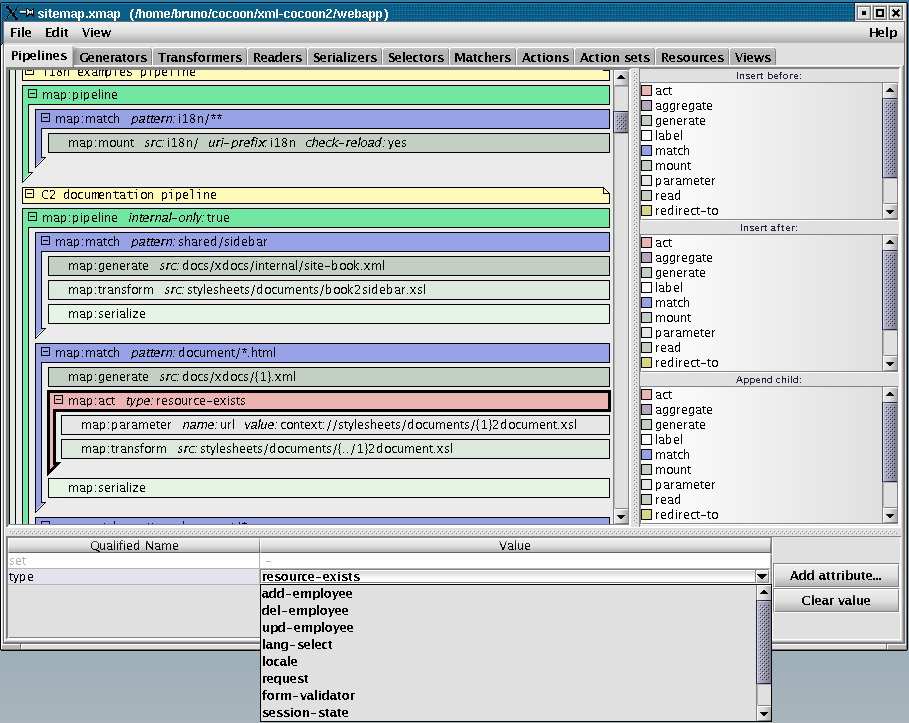 sitemap.xmap (/home/bruno/cocoon/xml-cocoon2/webapp)
File Edit View Help
Pipelines Generators Transformers Readers Serializers Selectors Matchers Actions Action sets Resources Views
i18n examples pipeline
map:pipeline
map:match pattern: i18n/**
map:mount src: i18n/ uri-prefix: i18n check-reload: yes
C2 documentation pipeline
map:pipeline internal-only: true
map:match pattern: shared/sidebar
map:generate src: docs/xdocs/internal/site-book.xml
map:transform src: stylesheets/documents/book2sidebar.xsl
map:serialize
map:match pattern: document/*.html
map:generate src: docs/xdocs/{1}.xml
map:act type: resource-exists
map:parameter name: url value: context://stylesheets/documents/{1}2document.xsl
map:transform src: stylesheets/documents/{../1}2document.xsl
map:serialize
Insert before:
act
aggregate
generate
label
match
mount
parameter
read
redirect-to
Insert after:
act
aggregate
generate
label
match
mount
parameter
read
redirect-to
Append child:
act
aggregate
generate
label
match
mount
parameter
read
redirect-to
Qualified Name Value
set -
type resource-exists
add-employee
del-employee
upd-employee
lang-select
locale
request
form-validator
session-state
Add attribute...
Clear value